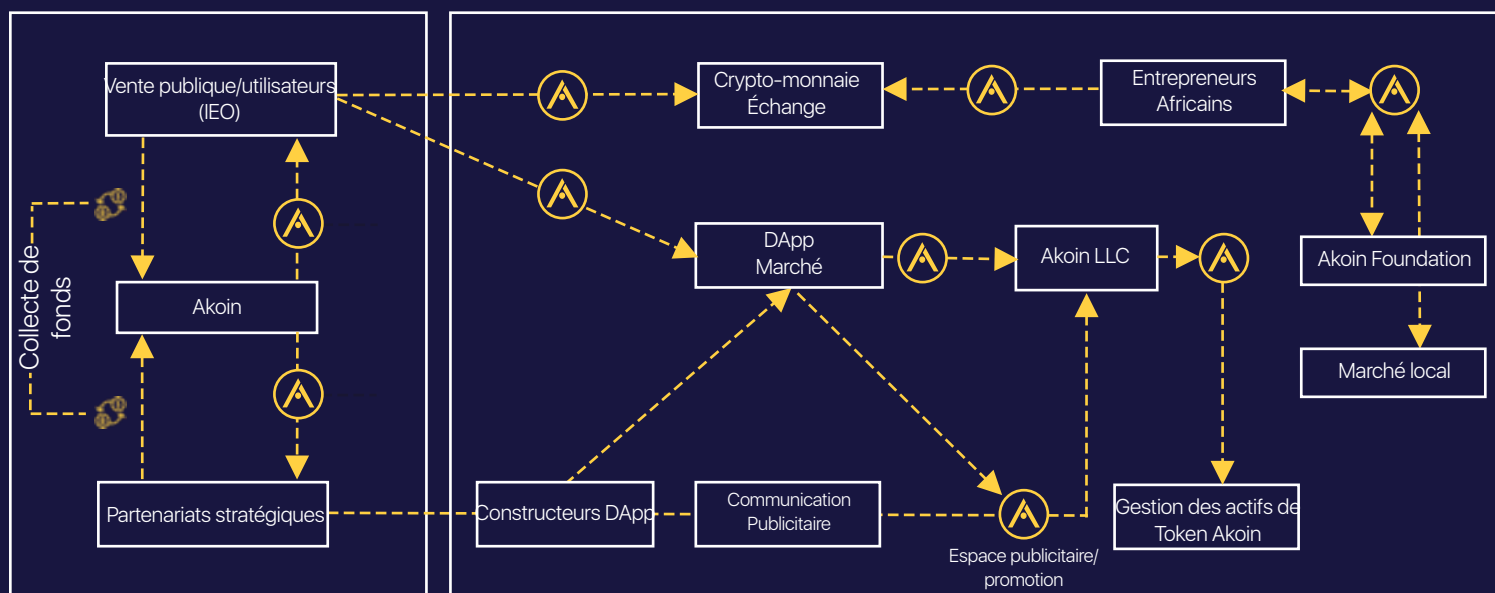 Vente publique/utilisateurs
(IEO)
Collecte de
fonds
Akoin
Partenariats stratégiques
Crypto-monnaie
Échange
Entrepreneurs
Africains
DApp
Marché
Akoin LLC
Akoin Foundation
Marché local
Constructeurs DApp
Communication
Publicitaire
Espace publicitaire/
promotion
Gestion des actifs de
Token Akoin